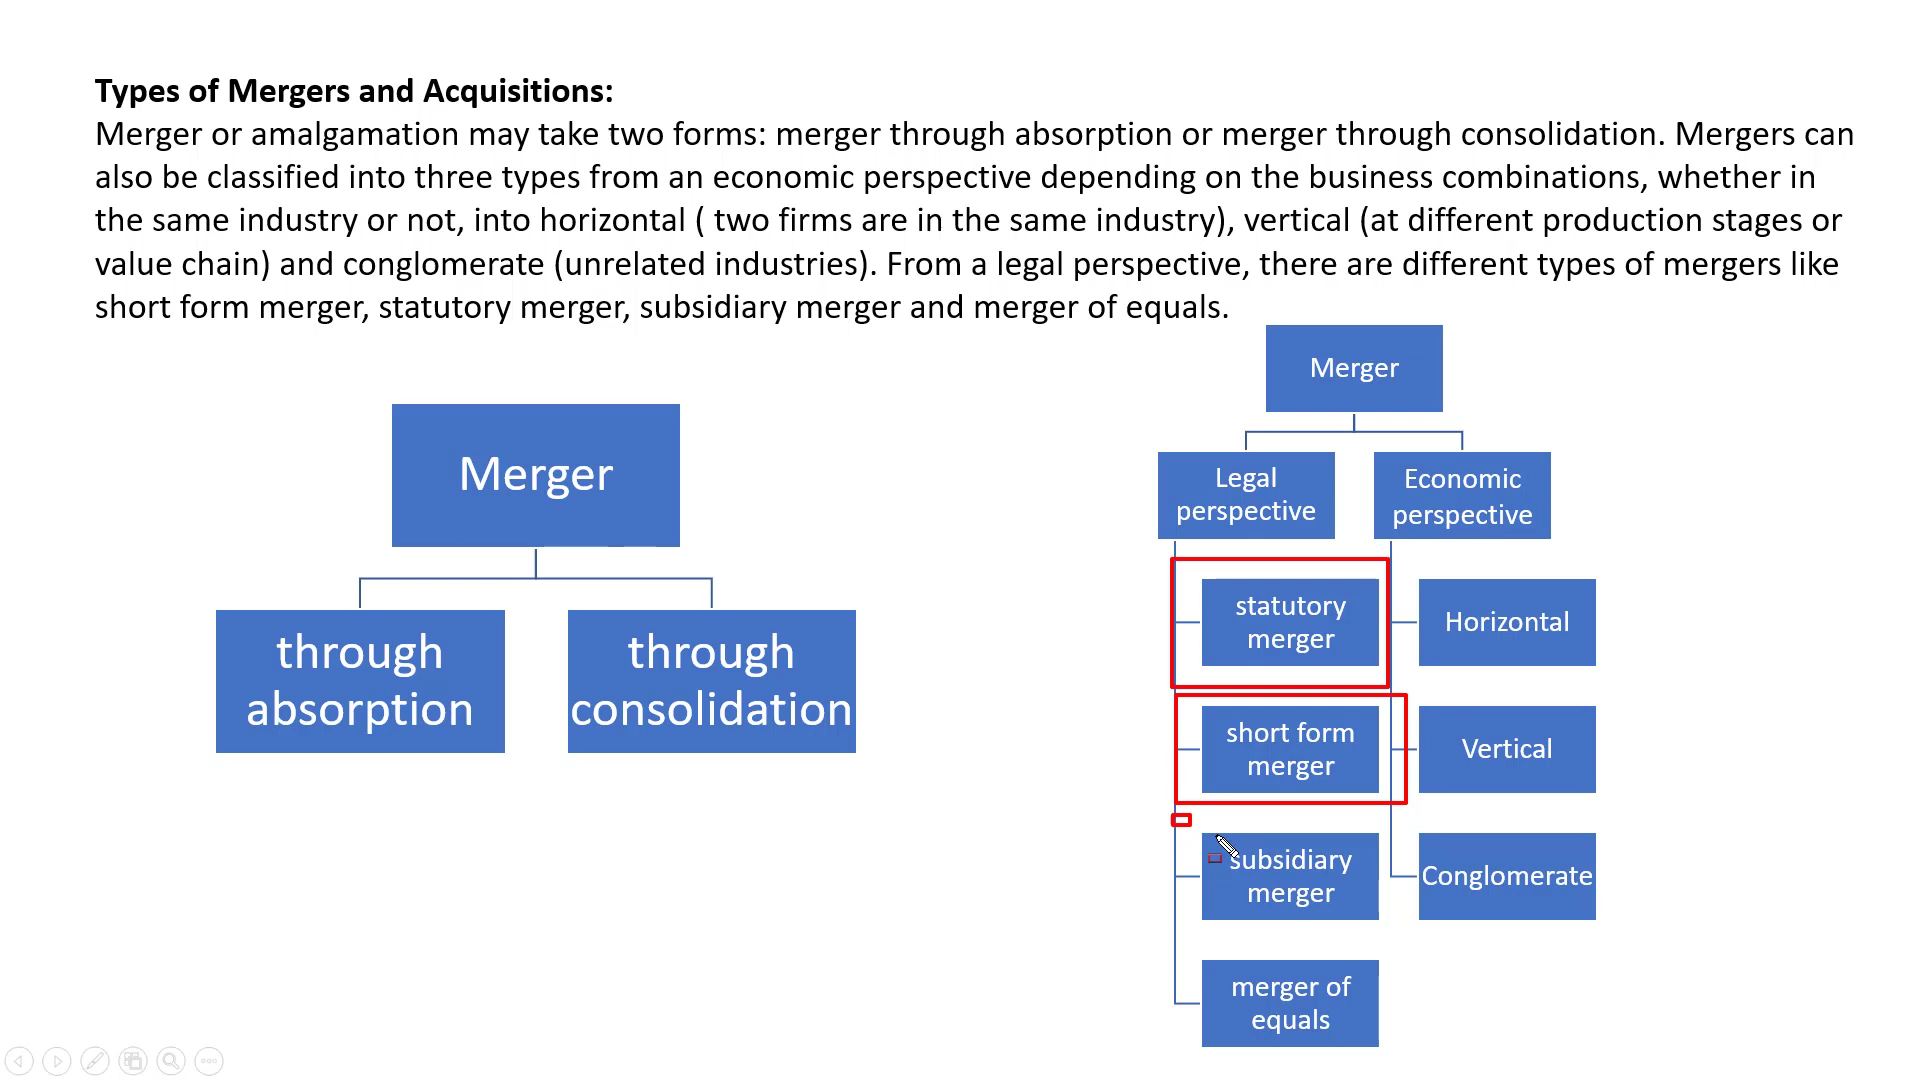 Types of Mergers and Acquisitions:
Merger or amalgamation may take two forms: merger through absorption or merger through consolidation. Mergers can
also be classified into three types from an economic perspective depending on the business combinations, whether in
the same industry or not, into horizontal ( two firms are in the same industry), vertical (at different production stages or
value chain) and conglomerate (unrelated industries). From a legal perspective, there are different types of mergers like
short form merger, statutory merger, subsidiary merger and merger of equals.
Merger
through
absorption
through
consolidation
Merger
Legal
perspective
Economic
perspective
statutory
merger
Horizontal
short form
merger
Vertical
subsidiary
merger
Conglomerate
merger of
equals